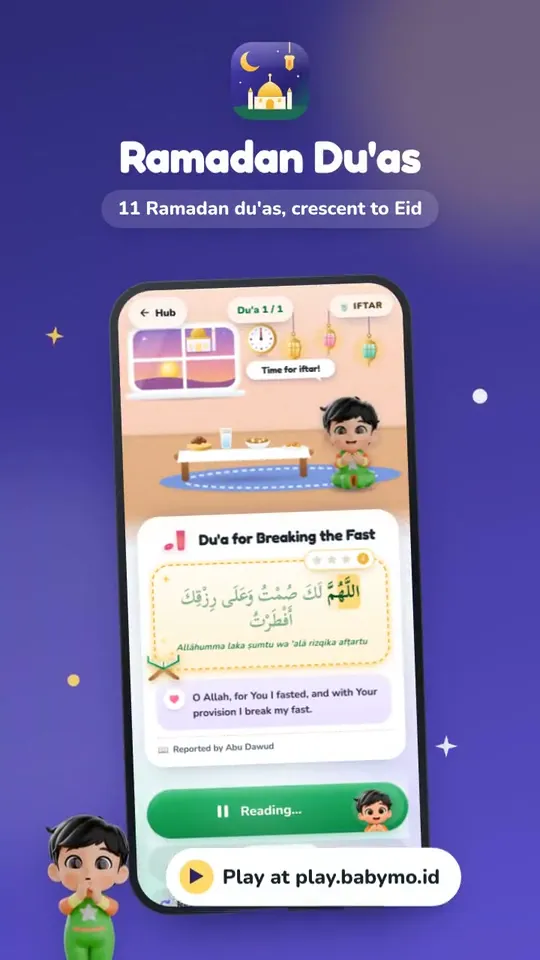 Ramadan Du'as
11 Ramadan du'as, crescent to Eid
← Hub
Du'a 1 / 1
IFTAR
Time for iftar!
Du'a for Breaking the Fast
اللَّهُمَّ لَكَ صُمْتُ وَعَلَى رِزْقِكَ
أَفْطَرْتُ
Allāhumma laka ṣumtu wa 'alá rizqika afṭartu
O Allah, for You I fasted, and with Your
provision I break my fast.
Reported by Abu Dawud
Reading...
Play at play.babymo.id